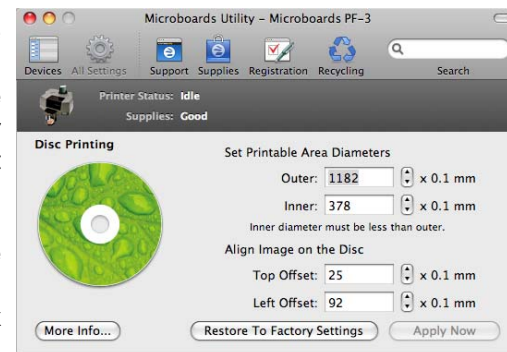 Microboards Utility – Microboards PF-3
Devices All Settings Support Supplies Registration Recycling Search
Printer Status: Idle
Supplies: Good
Disc Printing
Set Printable Area Diameters
Outer: 1182 x 0.1 mm
Inner: 378 x 0.1 mm
Inner diameter must be less than outer.
Align Image on the Disc
Top Offset: 25 x 0.1 mm
Left Offset: 92 x 0.1 mm
More Info... Restore To Factory Settings Apply Now